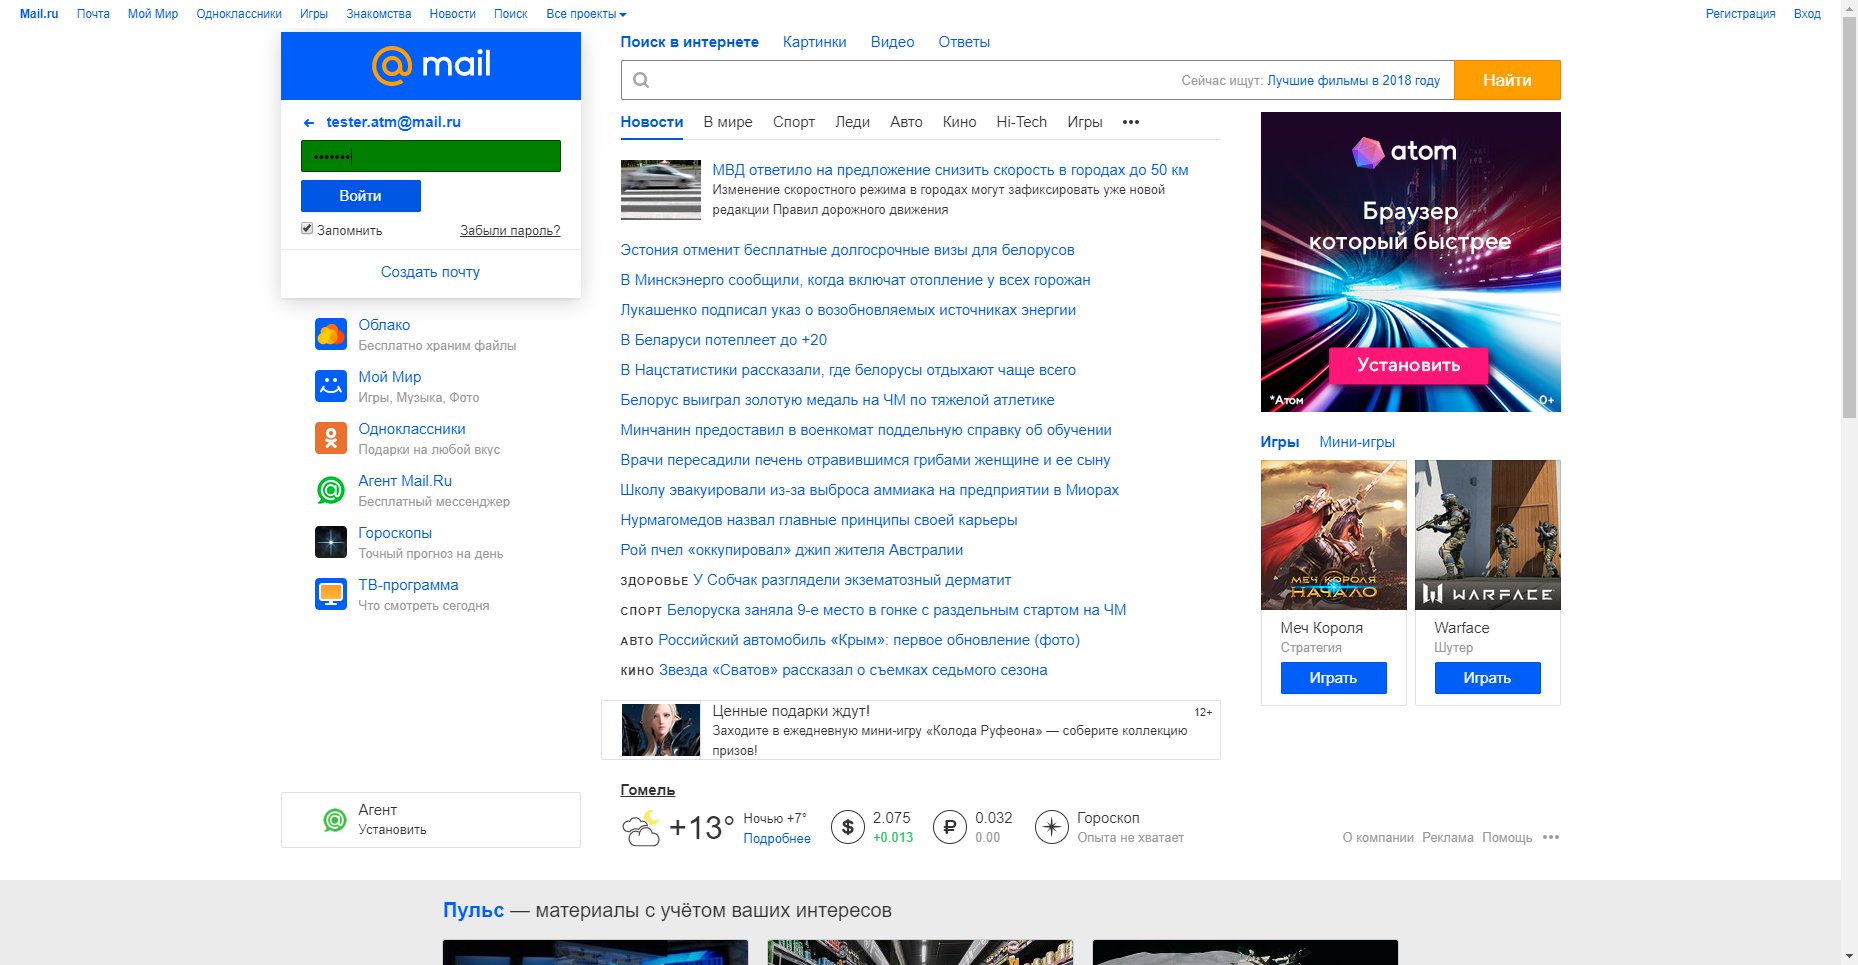 Mail.ru Почта Мой Мир Одноклассники Игры Знакомства Новости Поиск Все проекты
Регистрация Вход
mail
tester.atm@mail.ru
•••••••
Войти
Запомнить Забыли пароль?
Создать почту
Облако
Бесплатно храним файлы
Мой Мир
Игры, Музыка, Фото
Одноклассники
Подарки на любой вкус
Агент Mail.Ru
Бесплатный мессенджер
Гороскопы
Точный прогноз на день
ТВ-программа
Что смотреть сегодня
Агент
Установить
Поиск в интернете Картинки Видео Ответы
Сейчас ищут: Лучшие фильмы в 2018 году Найти
Новости В мире Спорт Леди Авто Кино Hi-Tech Игры •••
МВД ответило на предложение снизить скорость в городах до 50 км
Изменение скоростного режима в городах могут зафиксировать уже новой
редакции Правил дорожного движения
Эстония отменит бесплатные долгосрочные визы для белорусов
В Минскэнерго сообщили, когда включат отопление у всех горожан
Лукашенко подписал указ о возобновляемых источниках энергии
В Беларуси потеплеет до +20
В Нацстатистики рассказали, где белорусы отдыхают чаще всего
Белорус выиграл золотую медаль на ЧМ по тяжелой атлетике
Минчанин предоставил в военкомат поддельную справку об обучении
Врачи пересадили печень отравившимся грибами женщине и ее сыну
Школу эвакуировали из-за выброса аммиака на предприятии в Миорах
Нурмагомедов назвал главные принципы своей карьеры
Рой пчел «оккупировал» джип жителя Австралии
ЗДОРОВЬЕ У Собчак разглядели экзематозный дерматит
СПОРТ Белоруска заняла 9-е место в гонке с раздельным стартом на ЧМ
АВТО Российский автомобиль «Крым»: первое обновление (фото)
КИНО Звезда «Сватов» рассказал о съемках седьмого сезона
Ценные подарки ждут! 12+
Заходите в ежедневную мини-игру «Колода Руфеона» — соберите коллекцию
призов!
Гомель
+13° Ночью +7°
Подробнее
$ 2.075
+0.013
₽ 0.032
0.00
Гороскоп
Опыта не хватает
atom
Браузер
который быстрее
Установить
*Атом 0+
Игры Мини-игры
МЕЧ КОРОЛЯ
НАЧАЛО
WARFACE
Меч Короля
Стратегия
Играть
Warface
Шутер
Играть
О компании Реклама Помощь •••
Пульс — материалы с учётом ваших интересов